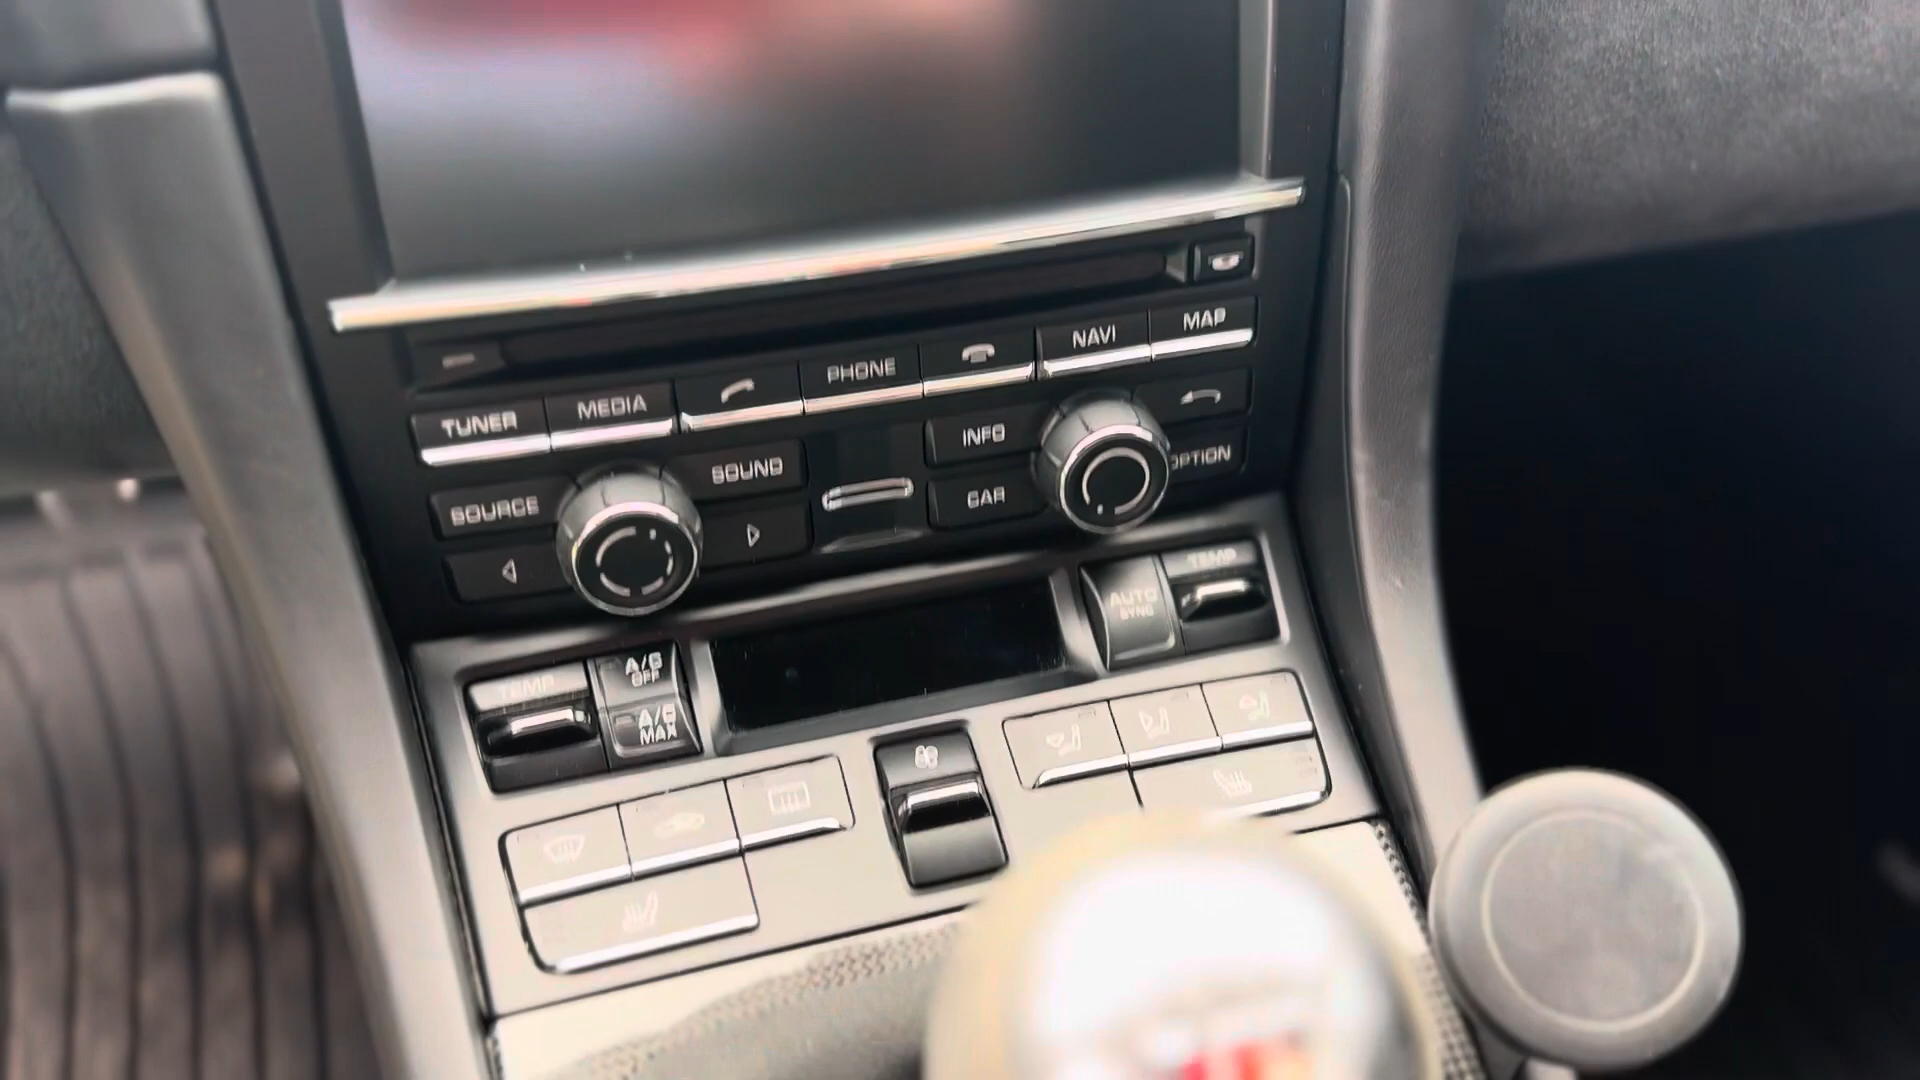 MAP
NAVI
PHONE
MEDIA
TUNER
INFO
OPTION
SOUND
SOURCE
CAR
TEMP
AUTO
SYNC
A/C
OFF
TEMP
A/C
MAX